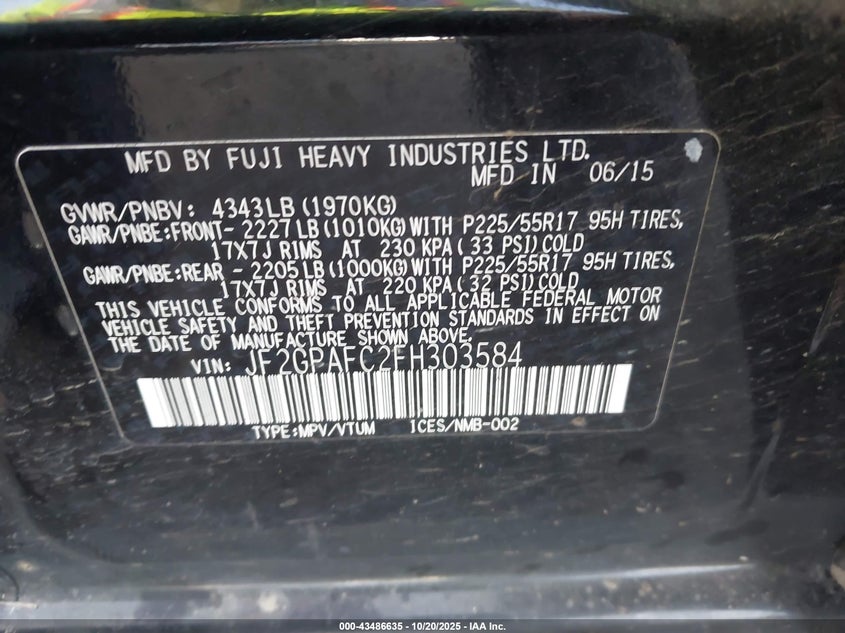 MFD BY FUJI HEAVY INDUSTRIES LTD.
MFD IN 06/15
GVWR/PNBV: 4343LB (1970KG)
GAWR/PNBE:FRONT- 2227LB(1010KG)WITH P225/55R17 95H TIRES,
17X7J RIMS AT 230 KPA( 33 PSI)COLD
GAWR/PNBE:REAR - 2205LB(1000KG)WITH P225/55R17 95H TIRES,
17X7J RIMS AT 220 KPA( 32 PSI)COLD
THIS VEHICLE CONFORMS TO ALL APPLICABLE FEDERAL MOTOR
VEHICLE SAFETY AND THEFT PREVENTION STANDARDS IN EFFECT ON
THE DATE OF MANUFACTURE SHOWN ABOVE.
VIN: JF2GPAFC2FH303584
TYPE:MPV/VTUM ICES/NMB-002
000-43486635 - 10/20/2025 - IAA Inc.